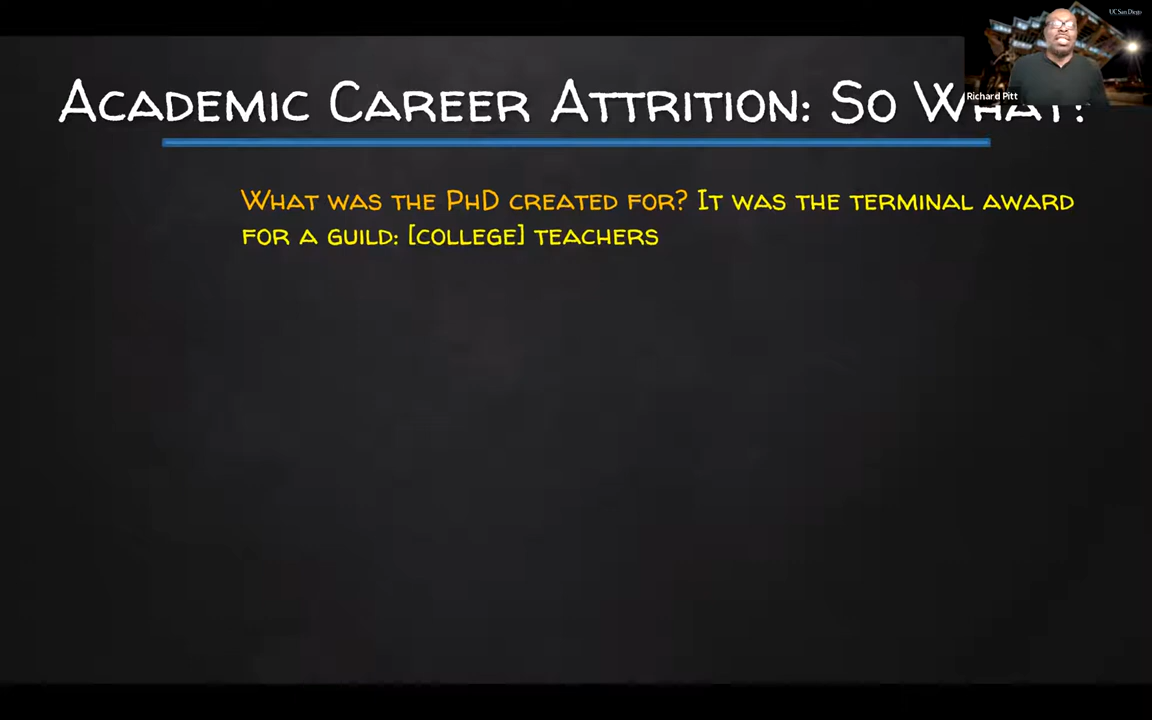 UC San Diego
Academic Career Attrition: So What?
Richard Pitt
What was the PhD created for? It was the terminal award
for a guild: [college] teachers